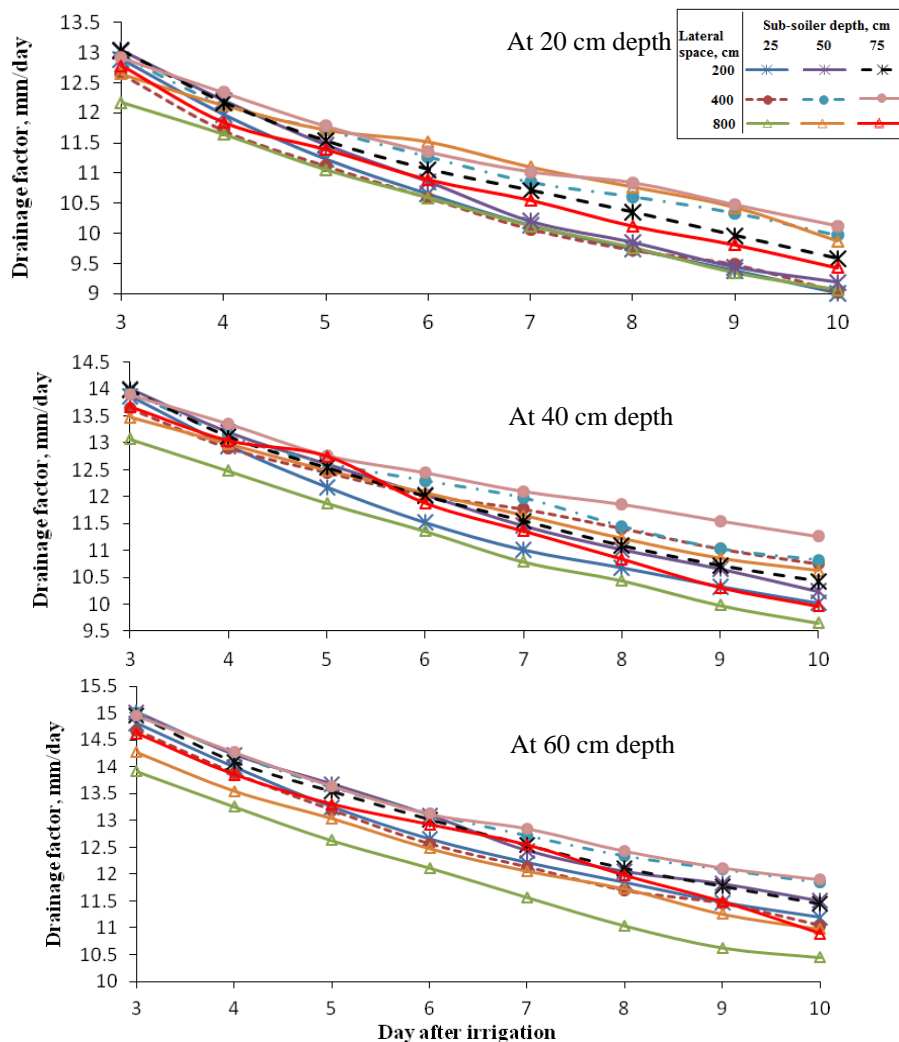 At 20 cm depth
Lateral space, cm
Sub-soiler depth, cm
25 50 75
200
400
800
Drainage factor, mm/day
13.5
13
12.5
12
11.5
11
10.5
10
9.5
9
3 4 5 6 7 8 9 10
At 40 cm depth
Drainage factor, mm/day
14.5
14
13.5
13
12.5
12
11.5
11
10.5
10
9.5
3 4 5 6 7 8 9 10
At 60 cm depth
Drainage factor, mm/day
15.5
15
14.5
14
13.5
13
12.5
12
11.5
11
10.5
10
3 4 5 6 7 8 9 10
Day after irrigation